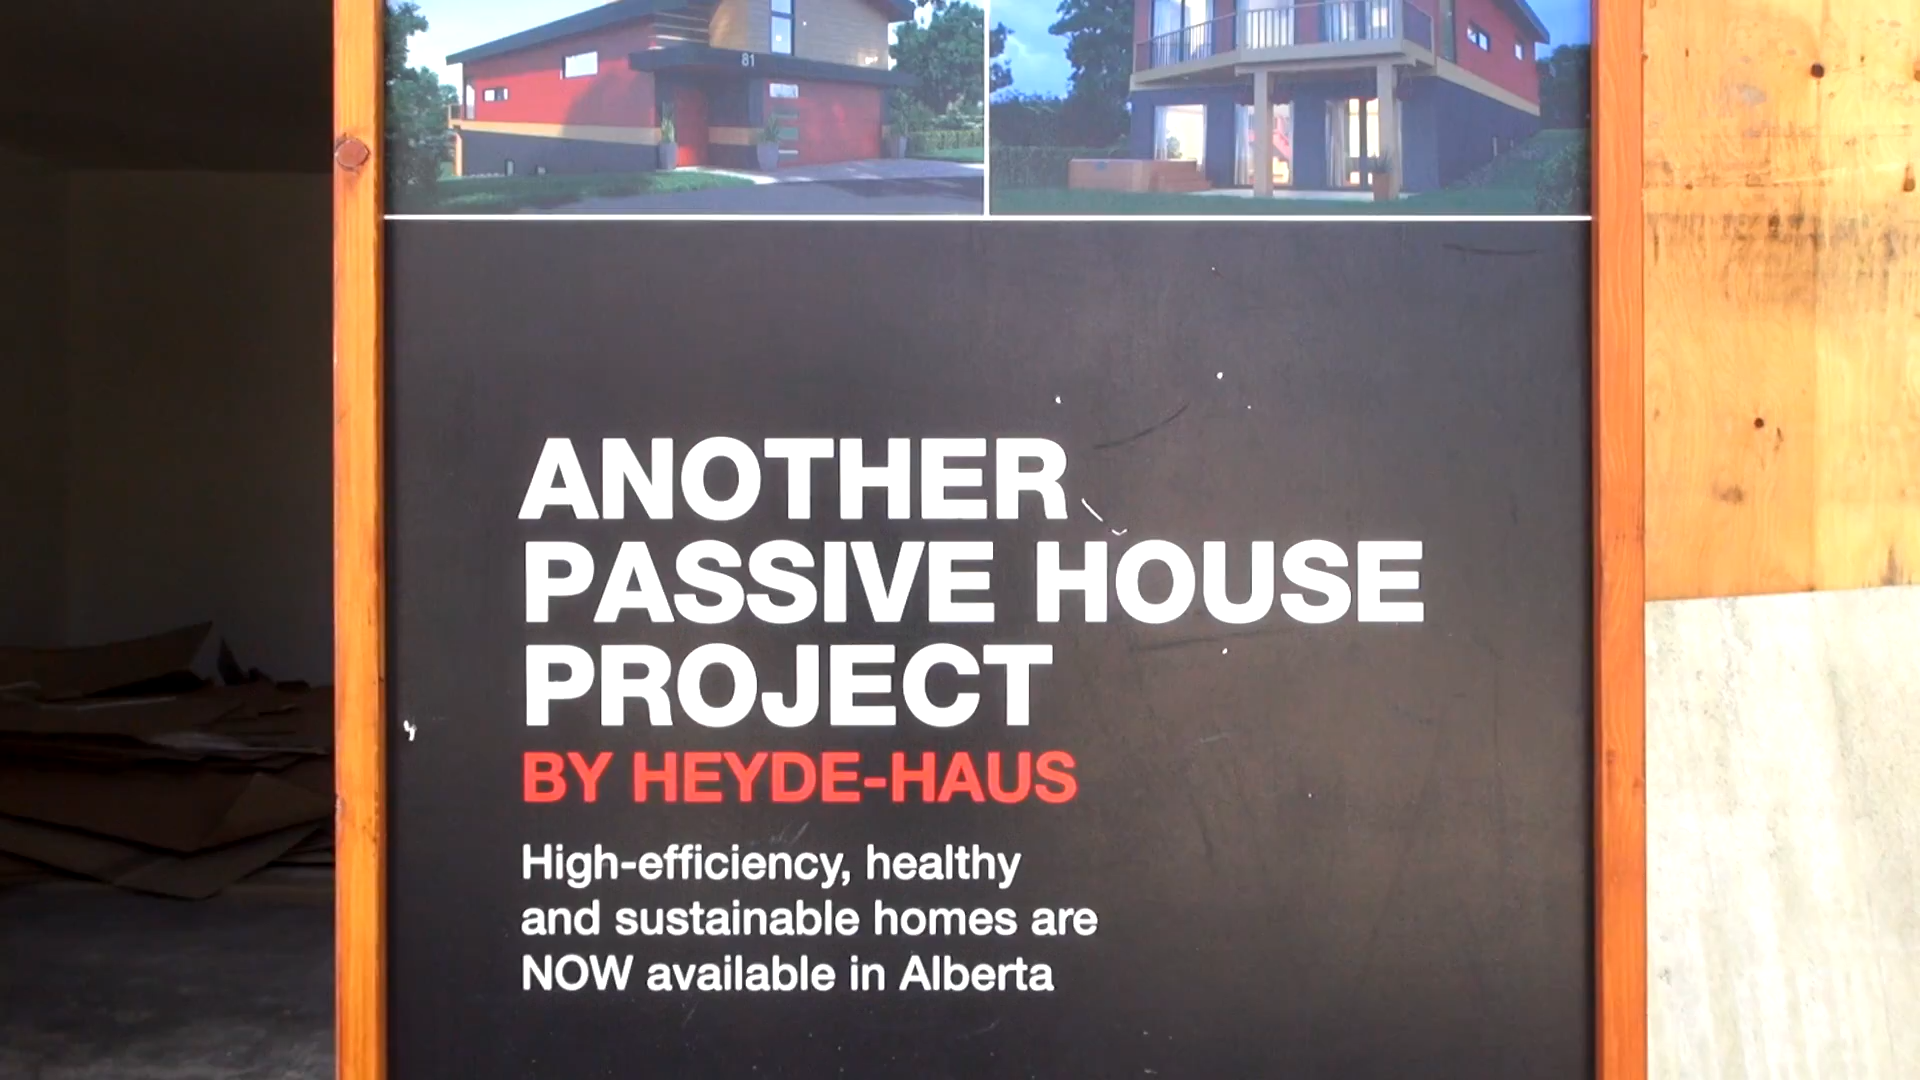 81
ANOTHER
PASSIVE HOUSE
PROJECT
BY HEYDE-HAUS
High-efficiency, healthy
and sustainable homes are
NOW available in Alberta